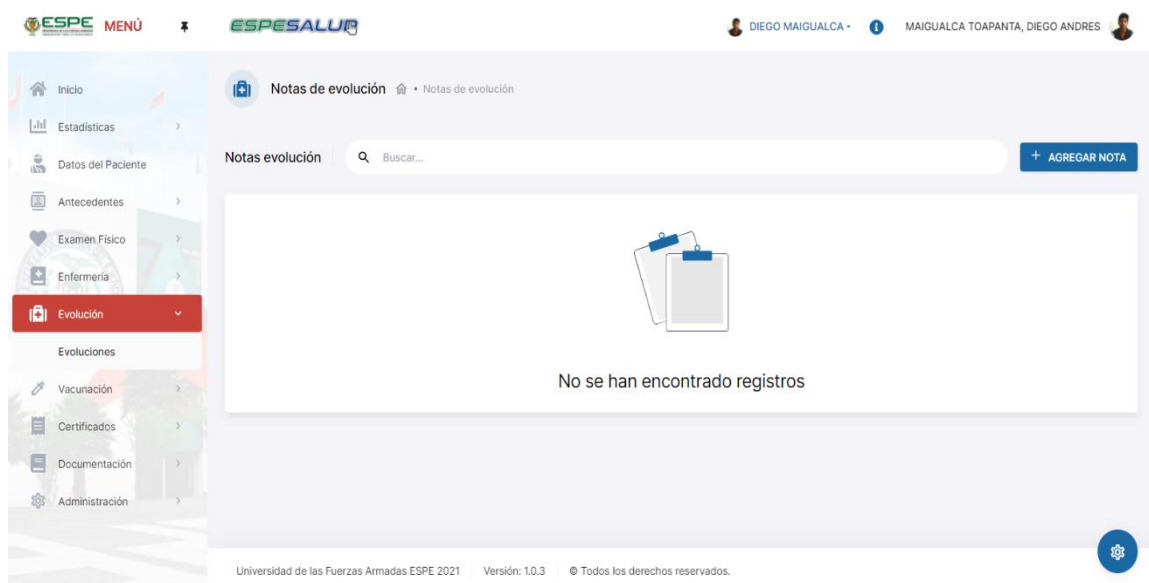 ESPE MENÚ
ESPESALUD
DIEGO MAIGUALCA
MAIGUALCA TOAPANTA, DIEGO ANDRES
Inicio
Estadísticas
Datos del Paciente
Antecedentes
Examen Físico
Enfermería
Evolución
Evoluciones
Vacunación
Certificados
Documentación
Administración
Notas de evolución • Notas de evolución
Notas evolución
Buscar...
+ AGREGAR NOTA
No se han encontrado registros
Universidad de las Fuerzas Armadas ESPE 2021 Versión: 1.0.3 © Todos los derechos reservados.